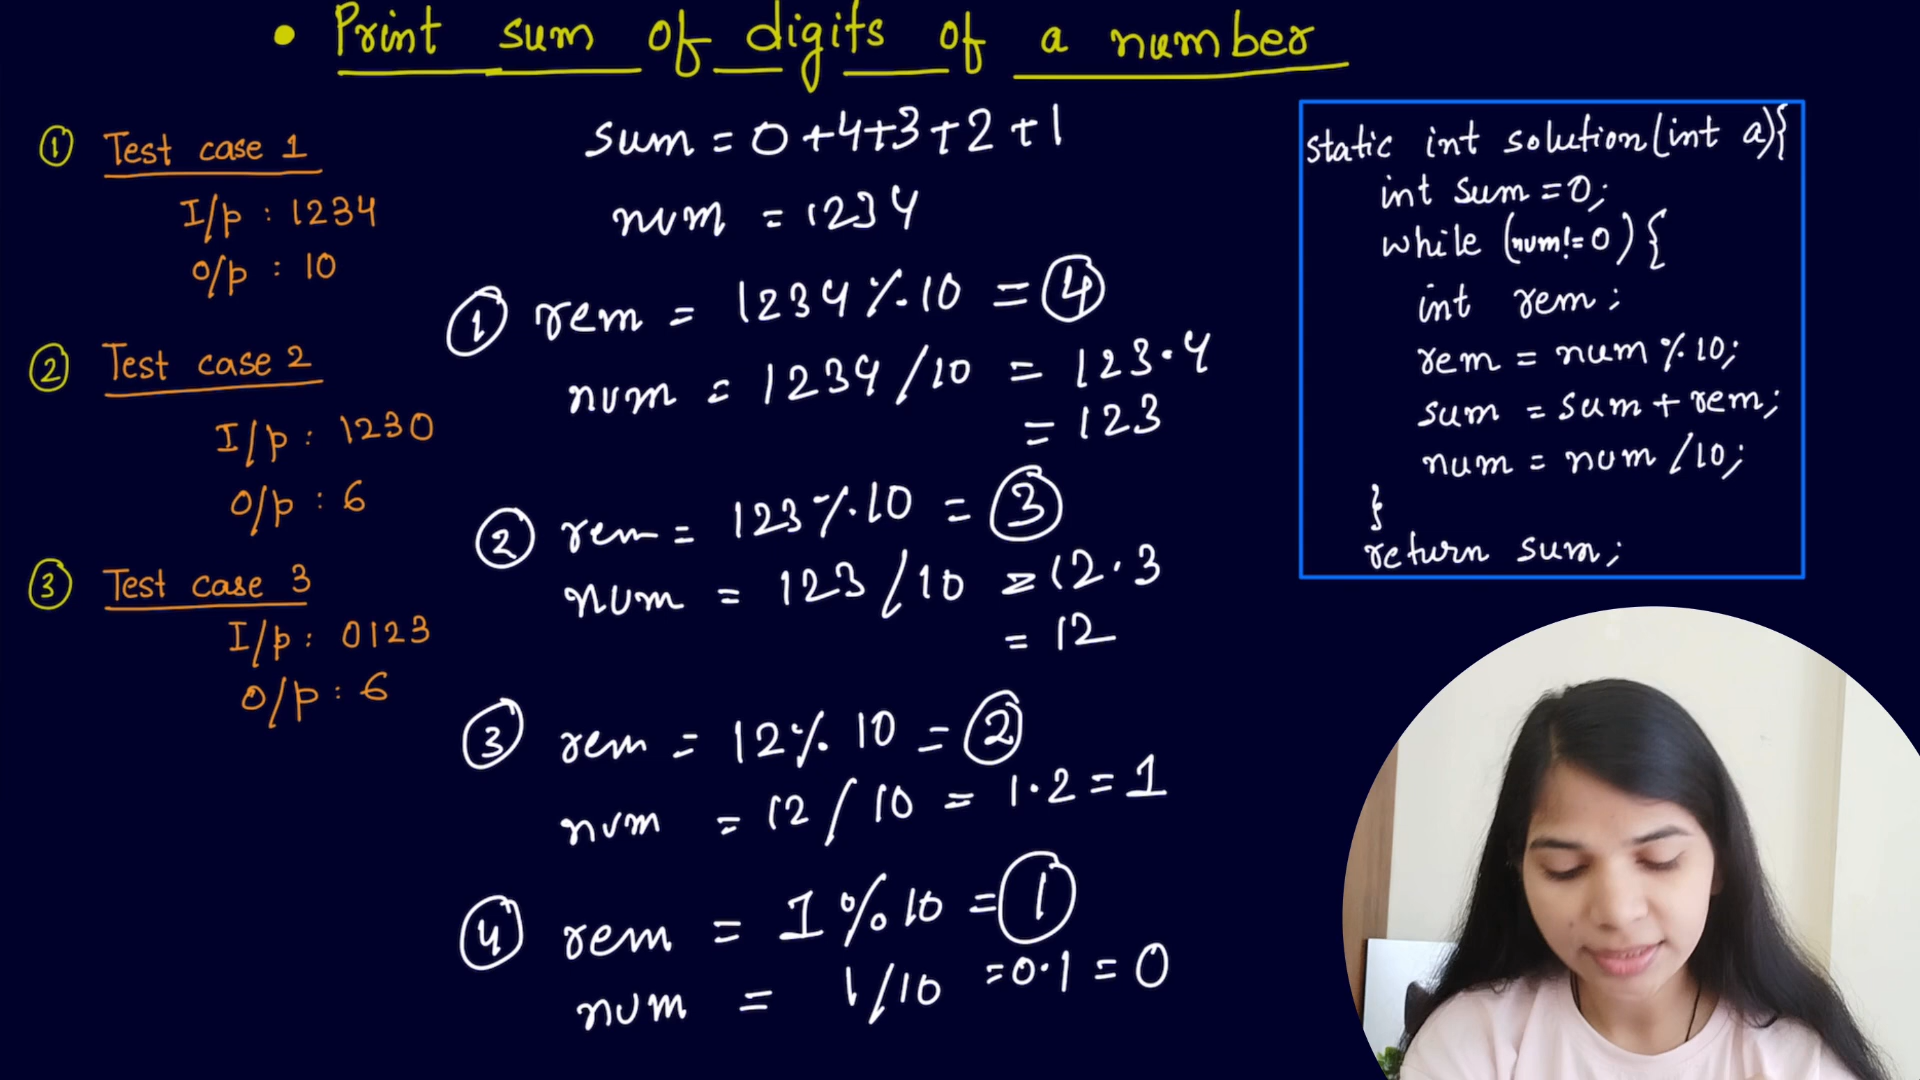 • Print sum of digits of a number
① Test case 1
I/p : 1234
O/p : 10
② Test case 2
I/p : 1230
O/p : 6
③ Test case 3
I/p : 0123
O/p : 6
sum = 0+4+3+2+1
num = 1234
① rem = 1234 % 10 = ④
num = 1234 / 10 = 123.4
= 123
② rem = 123 % 10 = ③
num = 123 / 10 = 12.3
= 12
③ rem = 12 % 10 = ②
num = 12 / 10 = 1.2 = 1
④ rem = 1 % 10 = ①
num = 1/10 = 0.1 = 0
static int solution(int a){
int sum = 0;
while (num != 0) {
int rem ;
rem = num % 10;
sum = sum + rem;
num = num / 10;
}
return sum;